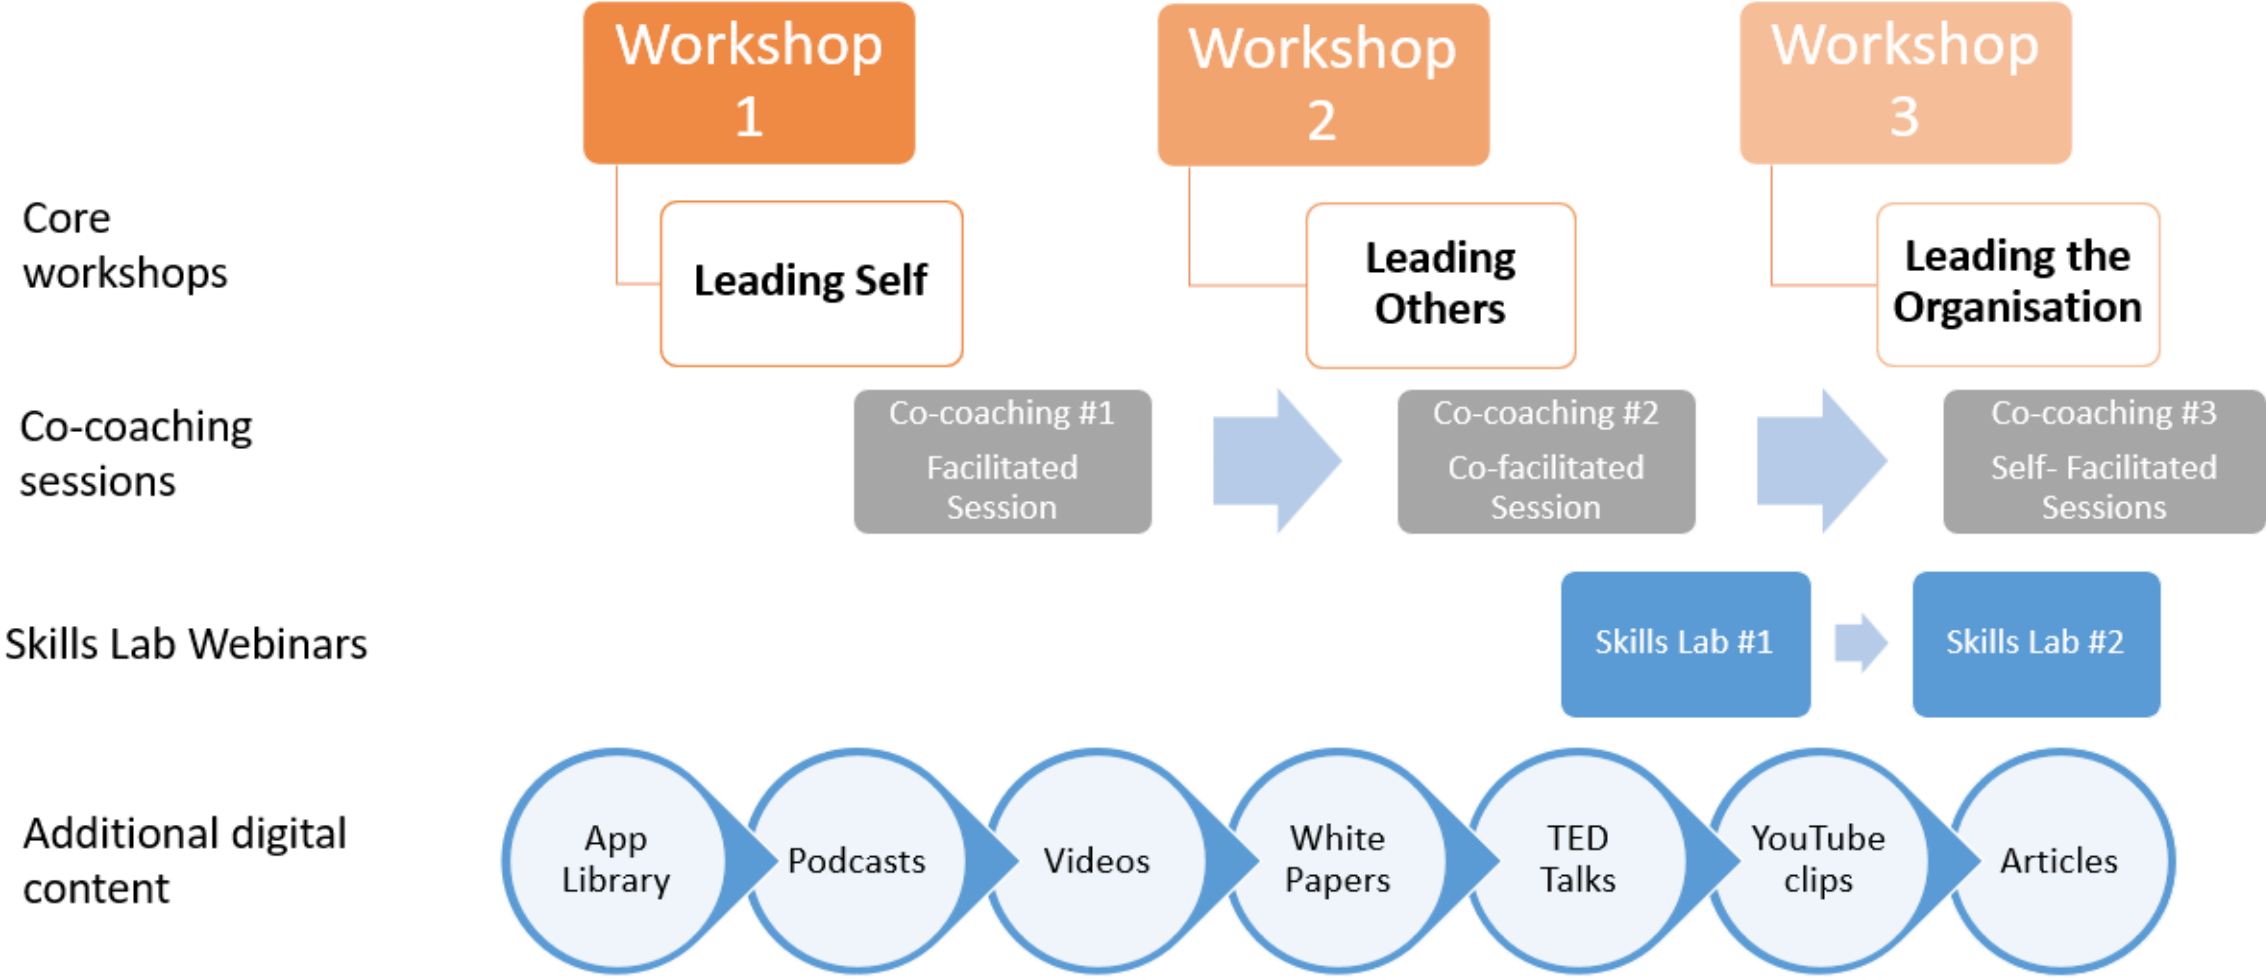 Workshop
1
Workshop
2
Workshop
3
Core
workshops
Leading Self
Leading
Others
Leading the
Organisation
Co-coaching
sessions
Co-coaching #1
Facilitated
Session
Co-coaching #2
Co-facilitated
Session
Co-coaching #3
Self- Facilitated
Sessions
Skills Lab Webinars
Skills Lab #1
Skills Lab #2
Additional digital
content
App
Library
Podcasts
Videos
White
Papers
TED
Talks
YouTube
clips
Articles